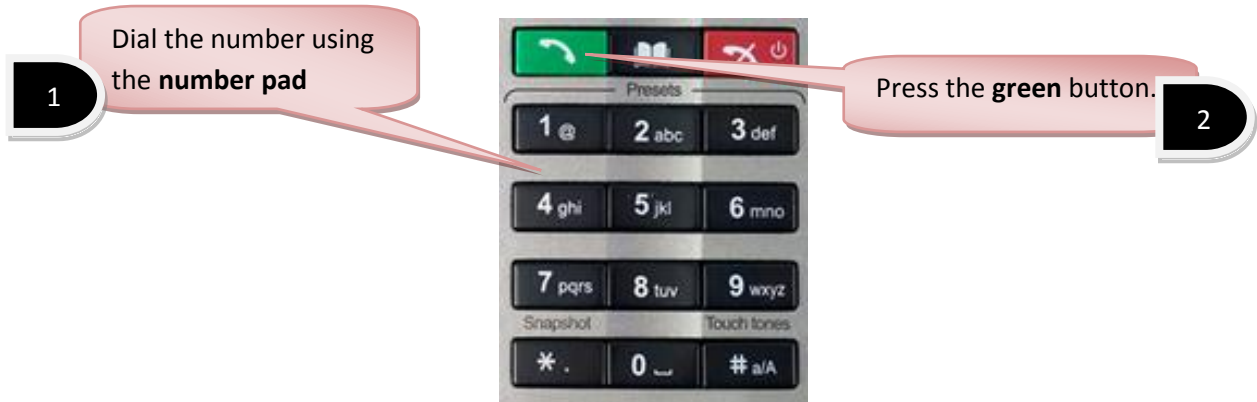 1
Dial the number using
the number pad
Press the green button.
2
Presets
1 @ 2 abc 3 def
4 ghi 5 jkl 6 mno
7 pqrs 8 tuv 9 wxyz
Snapshot Touch tones
* . 0 ⎵ # a/A